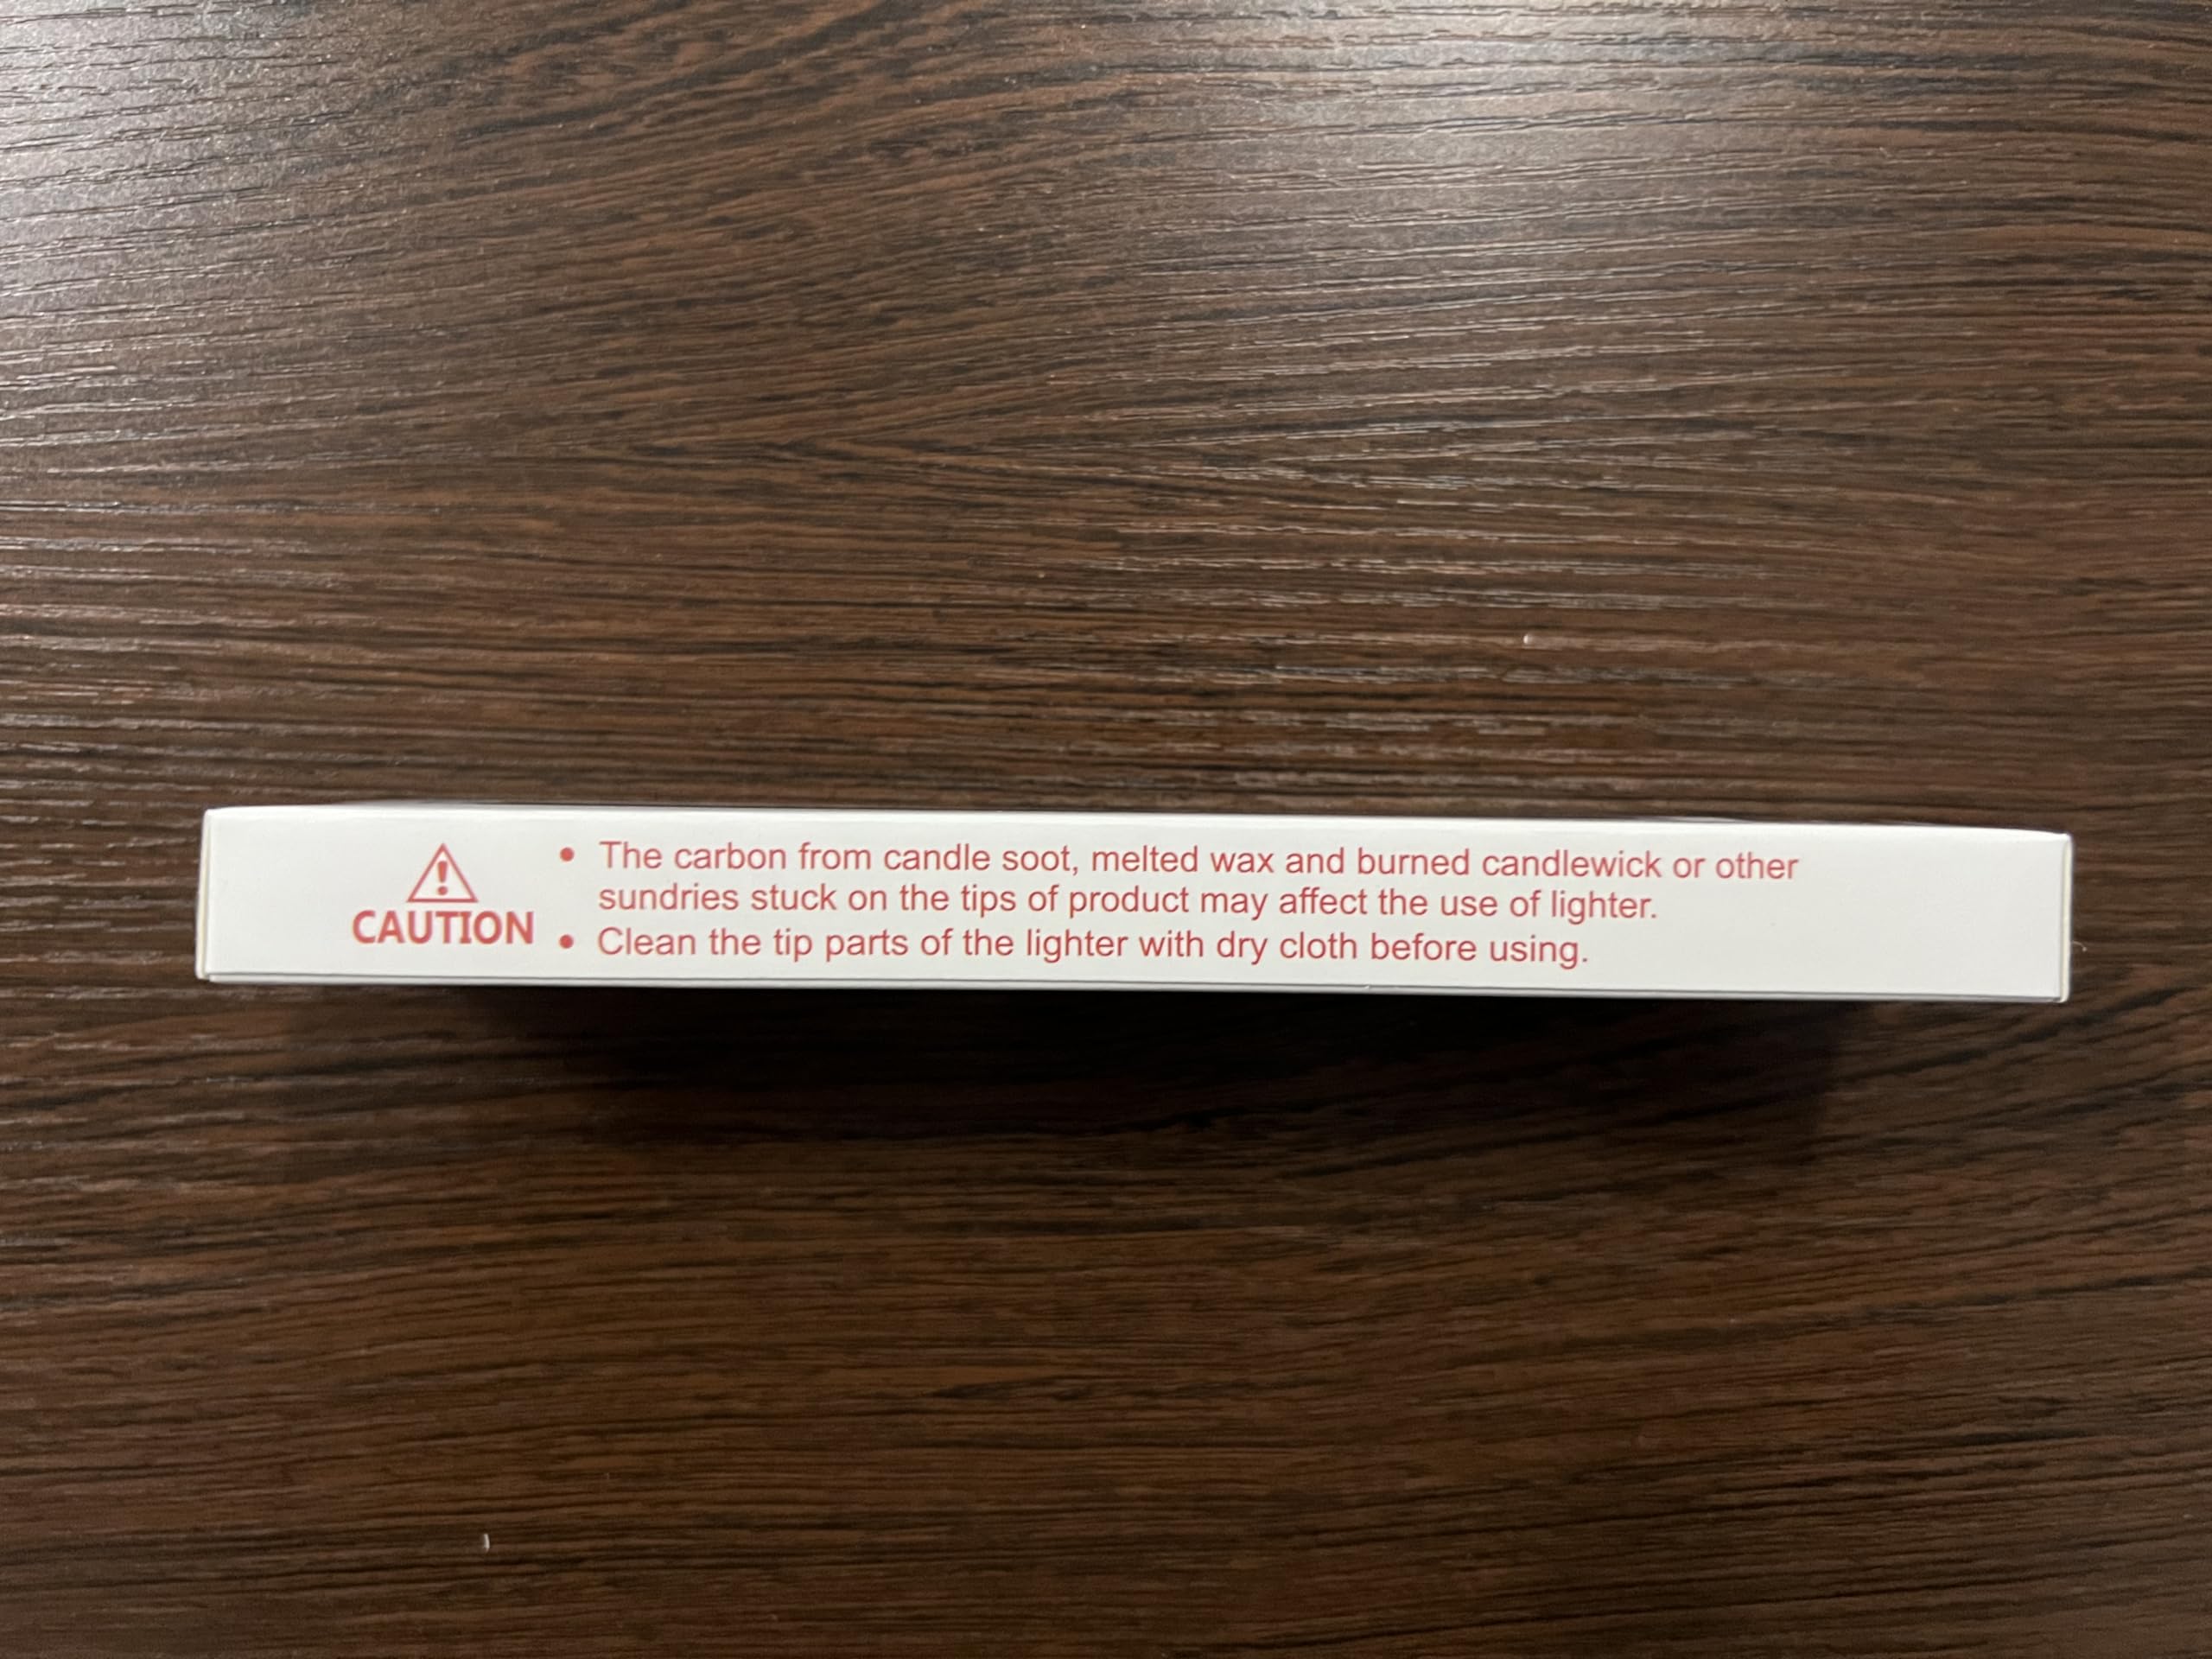 CAUTION
• The carbon from candle soot, melted wax and burned candlewick or other
sundries stuck on the tips of product may affect the use of lighter.
• Clean the tip parts of the lighter with dry cloth before using.